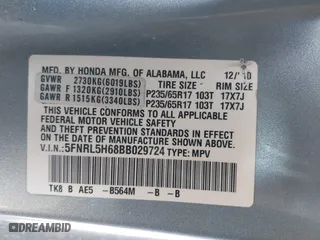 MFD. BY HONDA MFG. OF ALABAMA, LLC 12/10
GVWR 2730KG(6019LBS) TIRE SIZE RIM SIZE
GAWR F 1320KG(2910LBS) P235/65R17 103T 17X7J
GAWR R 1515KG(3340LBS) P235/65R17 103T 17X7J
THIS VEHICLE CONFORMS TO ALL APPLICABLE
FEDERAL MOTOR VEHICLE SAFETY AND THEFT
PREVENTION STANDARDS IN EFFECT ON THE DATE OF
MANUFACTURE SHOWN ABOVE.
V.I.N.: 5FNRL5H68BB029724 TYPE: MPV
TK8 B AE5 -B564M -B -B